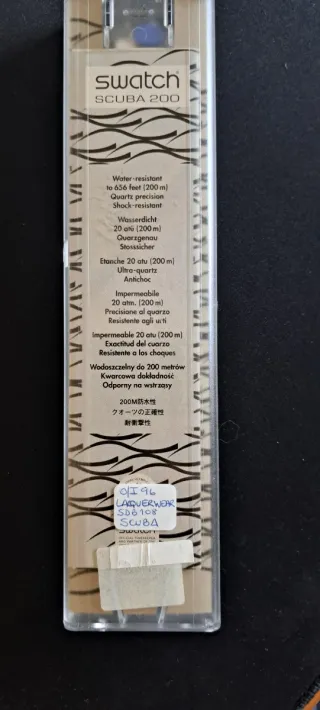 swatch
SCUBA 200
Water-resistant
to 656 feet (200 m)
Quartz precision
Shock-resistant
Wasserdicht
20 atü (200 m)
Quarzgenau
Stosssicher
Etanche 20 atu (200 m)
Ultra-quartz
Antichoc
Impermeabile
20 atm. (200 m)
Precisione al quarzo
Resistente agli urti
impermeable 20 atu (200 m)
Exactitud del cuarzo
Resistente a los choques
Wodoszczelny do 200 metrów
Kwarcowa dokładność
Odporny na wstrząsy
200M防水性
クオーツの正確性
耐衝撃性
O/I 96
LAQUERWEAR
SDB108
SCUBA
swatch